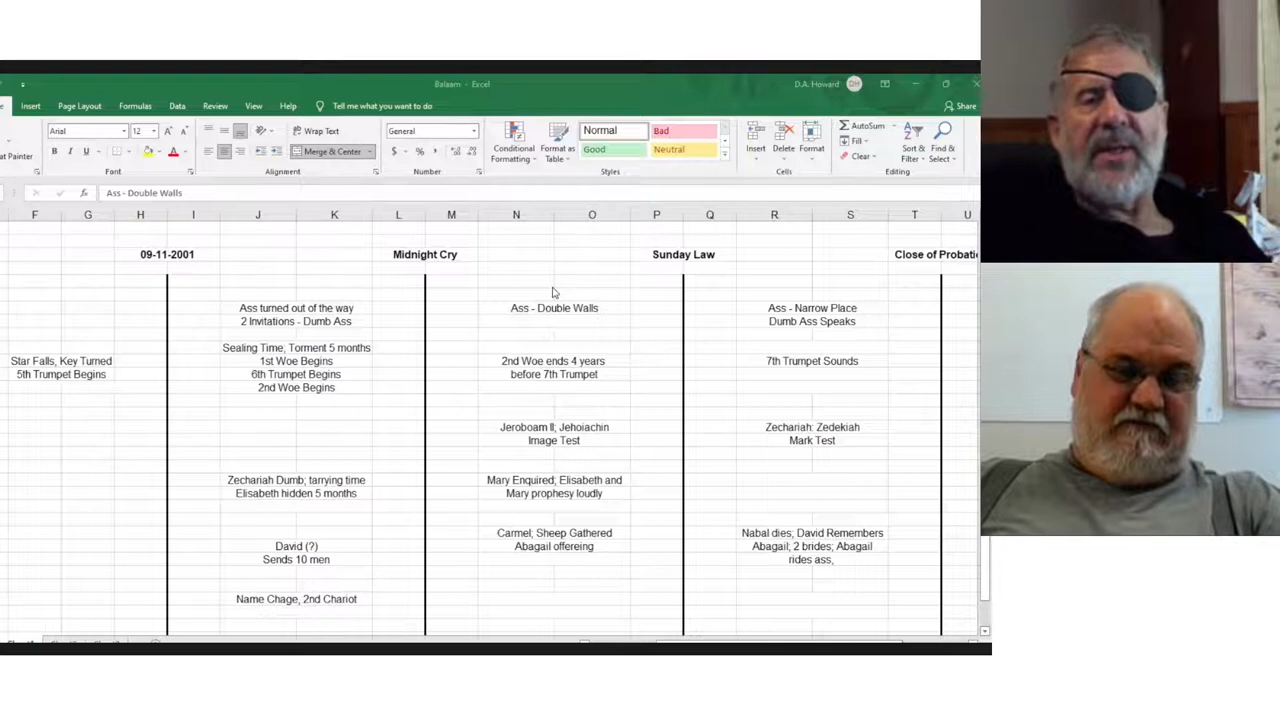 Balaam - Excel
D.A. Howard
DH
Insert
Page Layout
Formulas
Data
Review
View
Help
Tell me what you want to do
Share
Painter
Arial
12
B I U
Font
Wrap Text
Merge & Center
Alignment
General
$ % ,
Number
Conditional
Formatting
Format as
Table
Normal
Bad
Good
Neutral
Styles
Insert
Delete
Format
Cells
AutoSum
Fill
Clear
Sort &
Filter
Find &
Select
Editing
fx
Ass - Double Walls
F G H I J K L M N O P Q R S T U
09-11-2001
Midnight Cry
Sunday Law
Close of Probati
Ass turned out of the way
2 Invitations - Dumb Ass
Ass - Double Walls
Ass - Narrow Place
Dumb Ass Speaks
Star Falls, Key Turned
5th Trumpet Begins
Sealing Time; Torment 5 months
1st Woe Begins
6th Trumpet Begins
2nd Woe Begins
2nd Woe ends 4 years
before 7th Trumpet
7th Trumpet Sounds
Jeroboam II; Jehoiachin
Image Test
Zechariah: Zedekiah
Mark Test
Zechariah Dumb; tarrying time
Elisabeth hidden 5 months
Mary Enquired; Elisabeth and
Mary prophesy loudly
David (?)
Sends 10 men
Carmel; Sheep Gathered
Abagail offereing
Nabal dies; David Remembers
Abagail; 2 brides; Abagail
rides ass,
Name Chage, 2nd Chariot